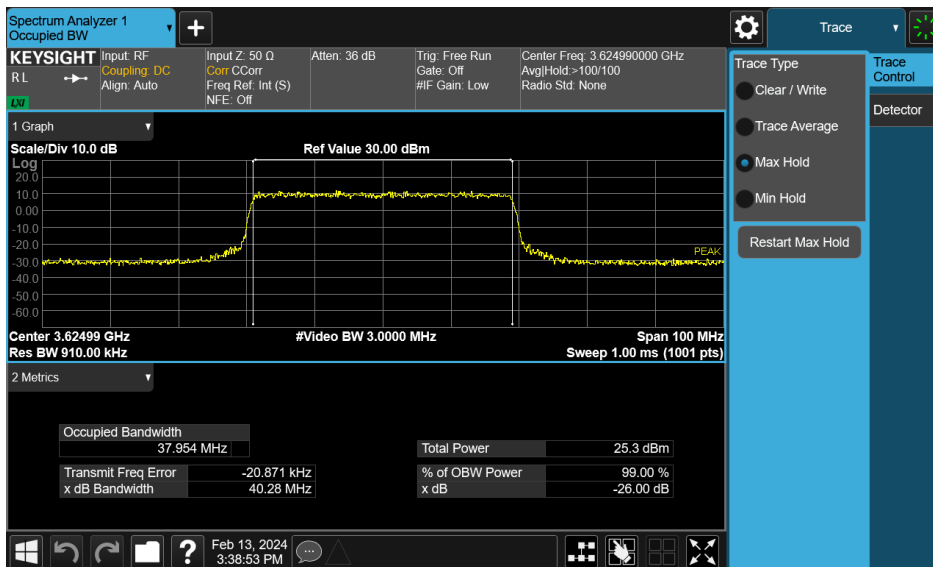 Spectrum Analyzer 1
Occupied BW
+
Trace
KEYSIGHT
Input: RF
Input Z: 50 Ω
Atten: 36 dB
Trig: Free Run
Center Freq: 3.624990000 GHz
R L
Coupling: DC
Corr CCorr
Gate: Off
Avg|Hold:>100/100
Align: Auto
Freq Ref: Int (S)
#IF Gain: Low
Radio Std: None
LXI
NFE: Off
1 Graph
Scale/Div 10.0 dB
Ref Value 30.00 dBm
Log
20.0
10.0
0.00
-10.0
-20.0
PEAK
-30.0
-40.0
-50.0
-60.0
Center 3.62499 GHz
#Video BW 3.0000 MHz
Span 100 MHz
Res BW 910.00 kHz
Sweep 1.00 ms (1001 pts)
2 Metrics
Occupied Bandwidth
37.954 MHz
Total Power
25.3 dBm
Transmit Freq Error
-20.871 kHz
% of OBW Power
99.00 %
x dB Bandwidth
40.28 MHz
x dB
-26.00 dB
?
Feb 13, 2024
3:38:53 PM
Trace Type
Clear / Write
Trace Average
Max Hold
Min Hold
Restart Max Hold
Trace
Control
Detector